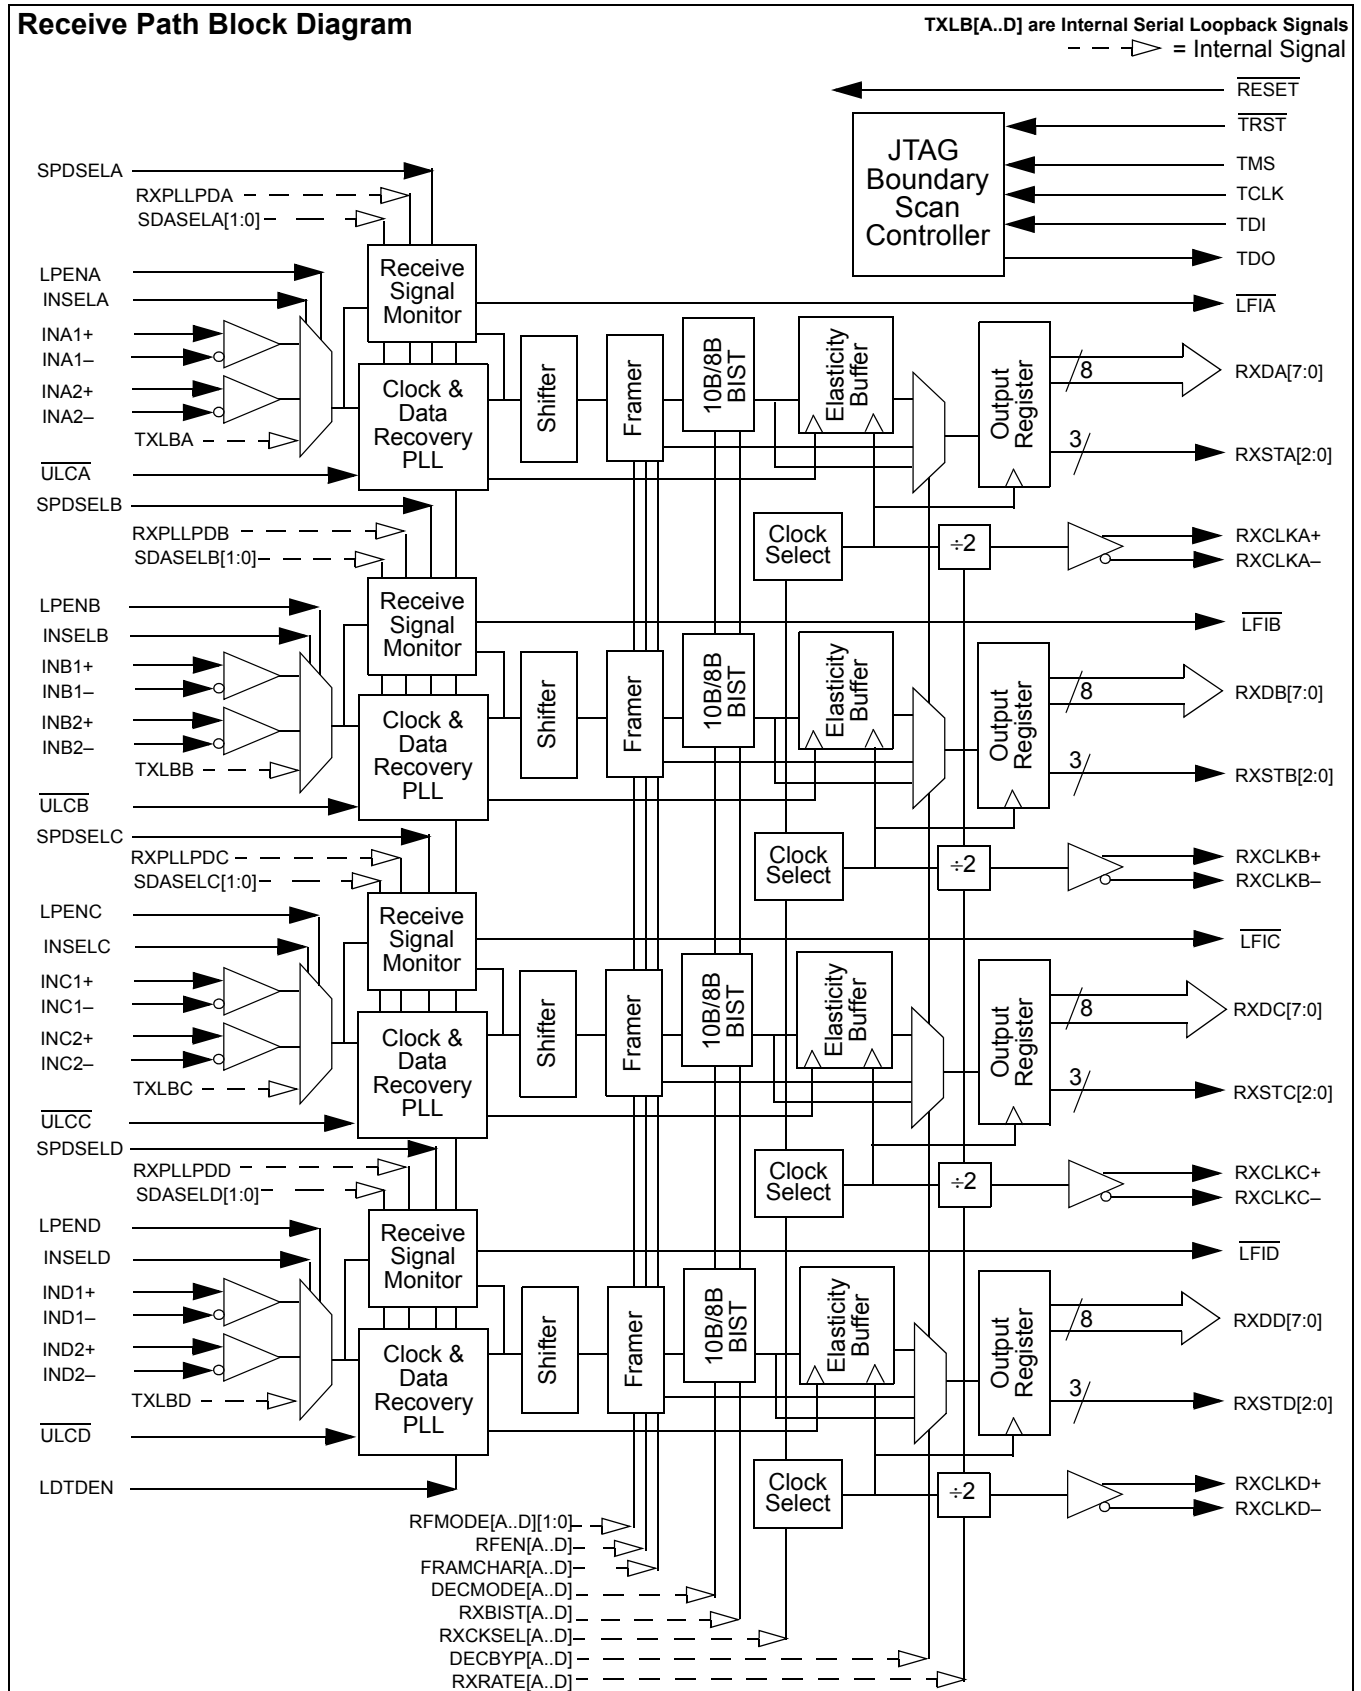 Receive Path Block Diagram
TXLB[A..D] are Internal Serial Loopback Signals
= Internal Signal
RESET
TRST
TMS
TCLK
TDI
TDO
JTAG
Boundary
Scan
Controller
SPDSELA
RXPLLPDA
SDASELA[1:0]
LPENA
INSELA
INA1+
INA1–
INA2+
INA2–
TXLBA
ULCA
Receive
Signal
Monitor
Clock &
Data
Recovery
PLL
Shifter
Framer
10B/8B
BIST
Elasticity
Buffer
Output
Register
Clock
Select
÷2
8
3
LFIA
RXDA[7:0]
RXSTA[2:0]
RXCLKA+
RXCLKA–
SPDSELB
RXPLLPDB
SDASELB[1:0]
LPENB
INSELB
INB1+
INB1–
INB2+
INB2–
TXLBB
ULCB
Receive
Signal
Monitor
Clock &
Data
Recovery
PLL
Shifter
Framer
10B/8B
BIST
Elasticity
Buffer
Output
Register
Clock
Select
÷2
8
3
LFIB
RXDB[7:0]
RXSTB[2:0]
RXCLKB+
RXCLKB–
SPDSELC
RXPLLPDC
SDASELC[1:0]
LPENC
INSELC
INC1+
INC1–
INC2+
INC2–
TXLBC
ULCC
Receive
Signal
Monitor
Clock &
Data
Recovery
PLL
Shifter
Framer
10B/8B
BIST
Elasticity
Buffer
Output
Register
Clock
Select
÷2
8
3
LFIC
RXDC[7:0]
RXSTC[2:0]
RXCLKC+
RXCLKC–
SPDSELD
RXPLLPDD
SDASELD[1:0]
LPEND
INSELD
IND1+
IND1–
IND2+
IND2–
TXLBD
ULCD
LDTDEN
Receive
Signal
Monitor
Clock &
Data
Recovery
PLL
Shifter
Framer
10B/8B
BIST
Elasticity
Buffer
Output
Register
Clock
Select
÷2
8
3
LFID
RXDD[7:0]
RXSTD[2:0]
RXCLKD+
RXCLKD–
RFMODE[A..D][1:0]
RFEN[A..D]
FRAMCHAR[A..D]
DECMODE[A..D]
RXBIST[A..D]
RXCKSEL[A..D]
DECBYP[A..D]
RXRATE[A..D]